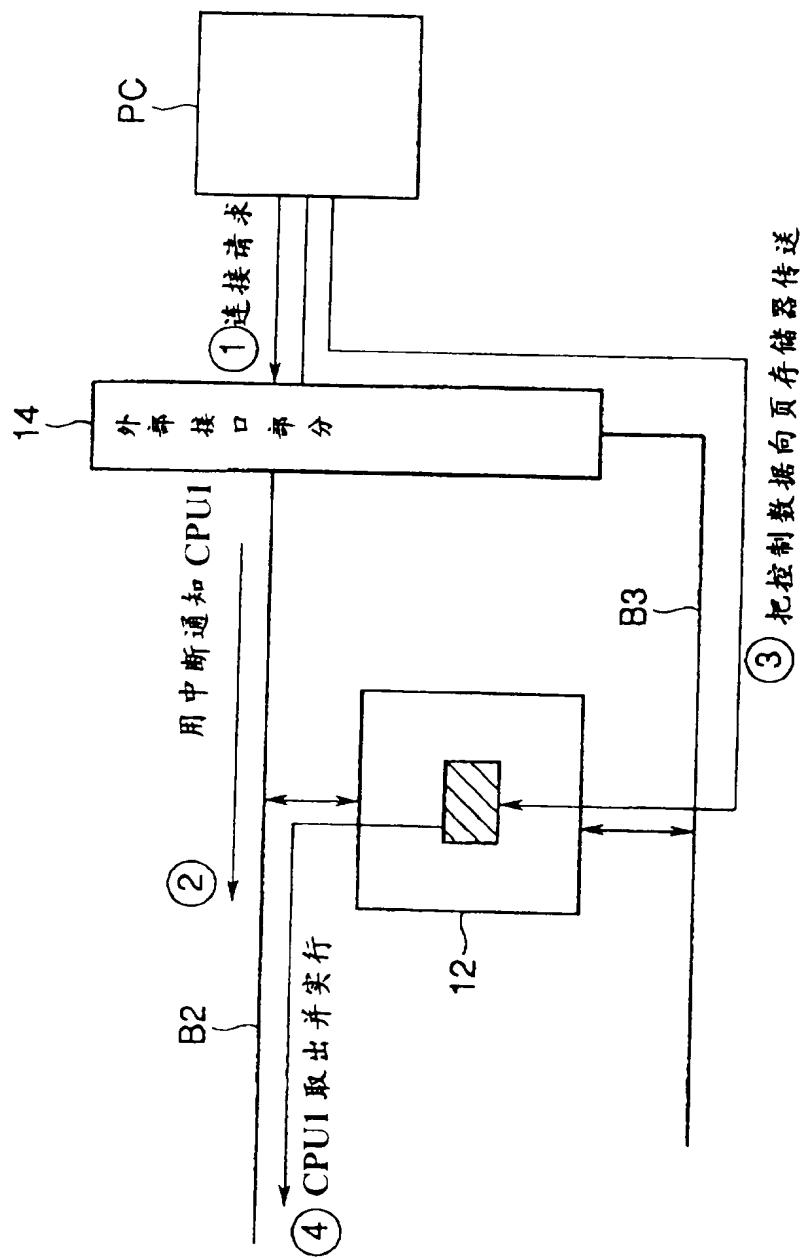 PC
①连接请求
14
外部接口部分
用中断通知CPU1
②
B2
B3
12
③把控制数据向页存储器传送
④CPU1取出并实行